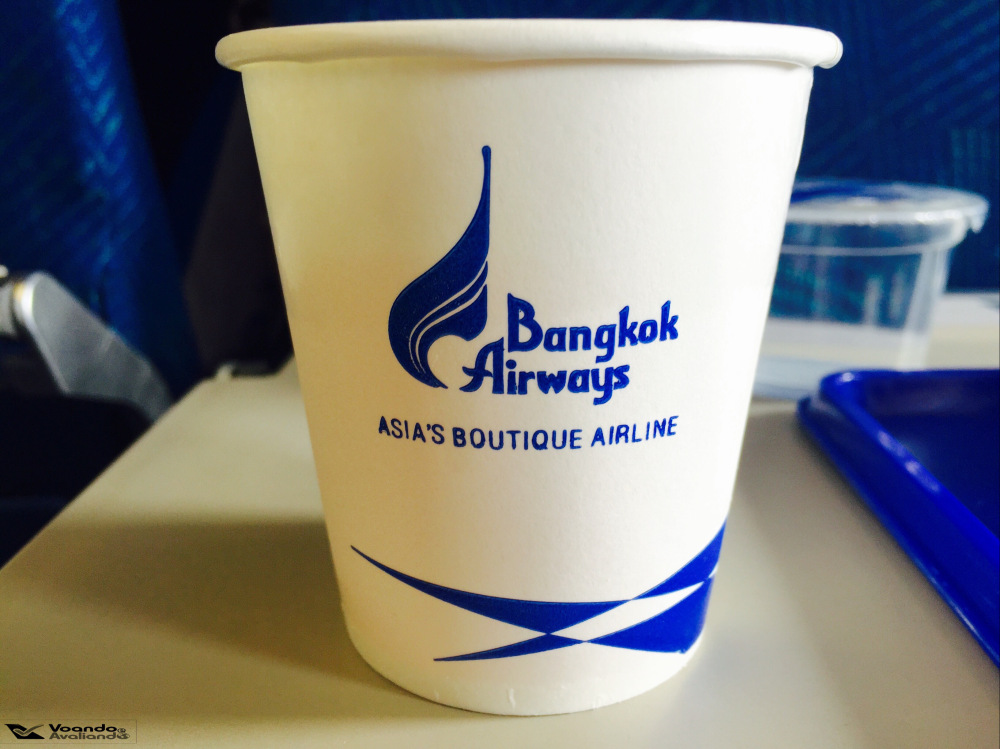 Bangkok
Airways
ASIA'S BOUTIQUE AIRLINE
Voando&
Avaliando®